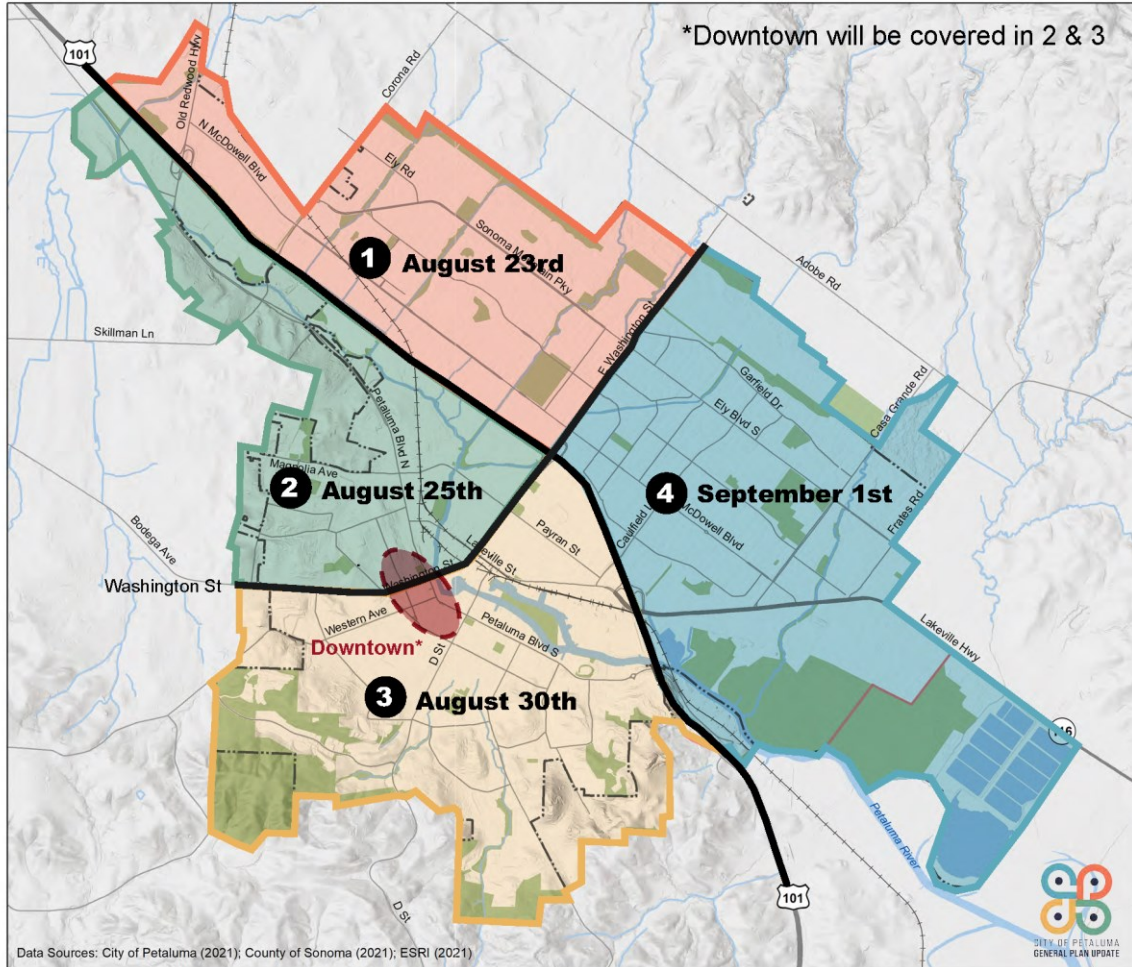 *Downtown will be covered in 2 & 3
101
Old Redwood Hwy
Corona Rd
N McDowell Blvd
Ely Rd
Sonoma Mountain Pky
1 August 23rd
E Washington St
Adobe Rd
Skillman Ln
Petaluma Blvd N
Garfield Dr
Casa Grande Rd
Ely Blvd S
Magnolia Ave
2 August 25th
4 September 1st
Frates Rd
Bodega Ave
McDowell Blvd
Caulfield
Payran St
Lakeville St
Washington St
Washington St
Western Ave
Petaluma Blvd S
Downtown*
D St
Lakeville Hwy
3 August 30th
116
Petaluma River
101
D St
CITY OF PETALUMA
GENERAL PLAN UPDATE
Data Sources: City of Petaluma (2021); County of Sonoma (2021); ESRI (2021)